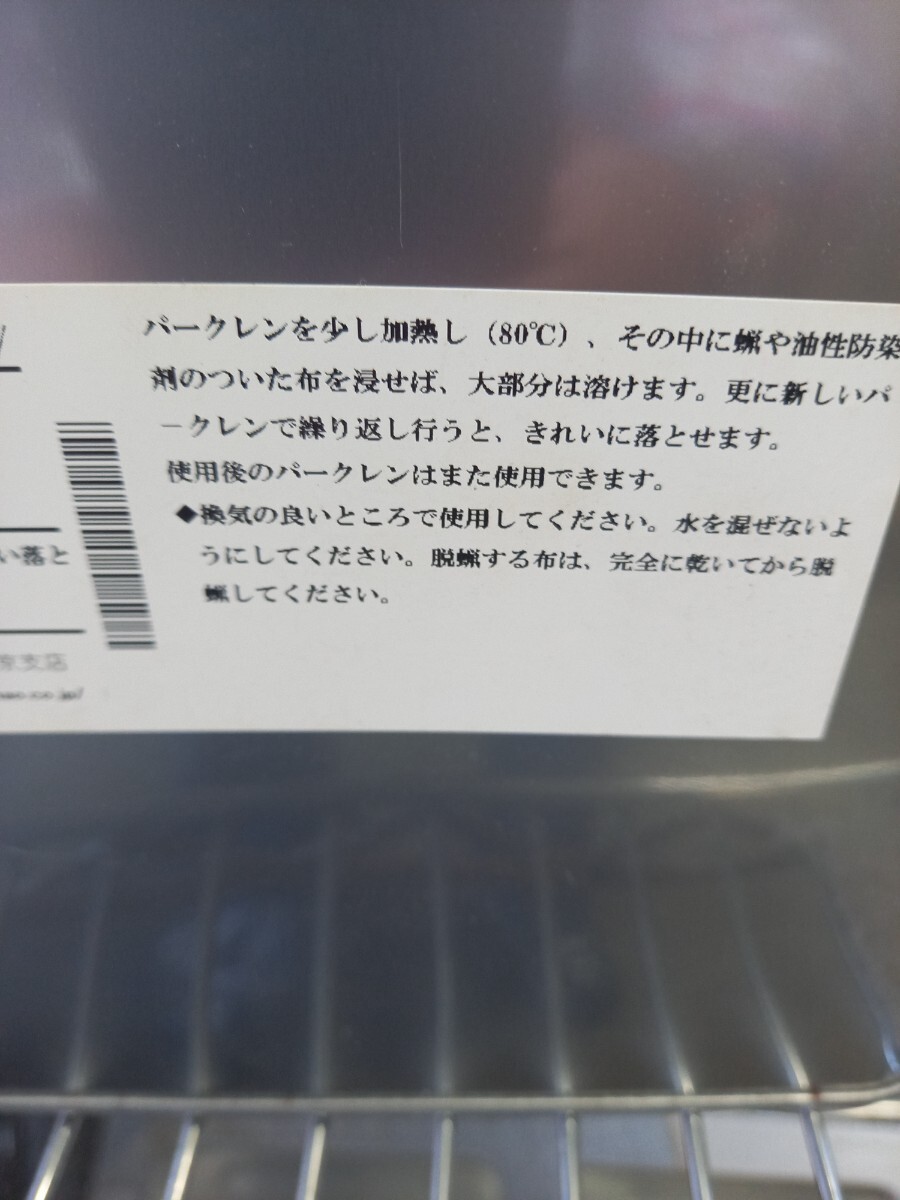 パークレンを少し加熱し（80℃）、その中に蝋や油性防染
剤のついた布を浸せば、大部分は溶けます。更に新しいパ
ークレンで繰り返し行うと、きれいに落とせます。
使用後のパークレンはまた使用できます。
◆換気の良いところで使用してください。水を混ぜないよ
うにしてください。脱蝋する布は、完全に乾いてから脱
蝋してください。
い落と
京支店
.co.jp/